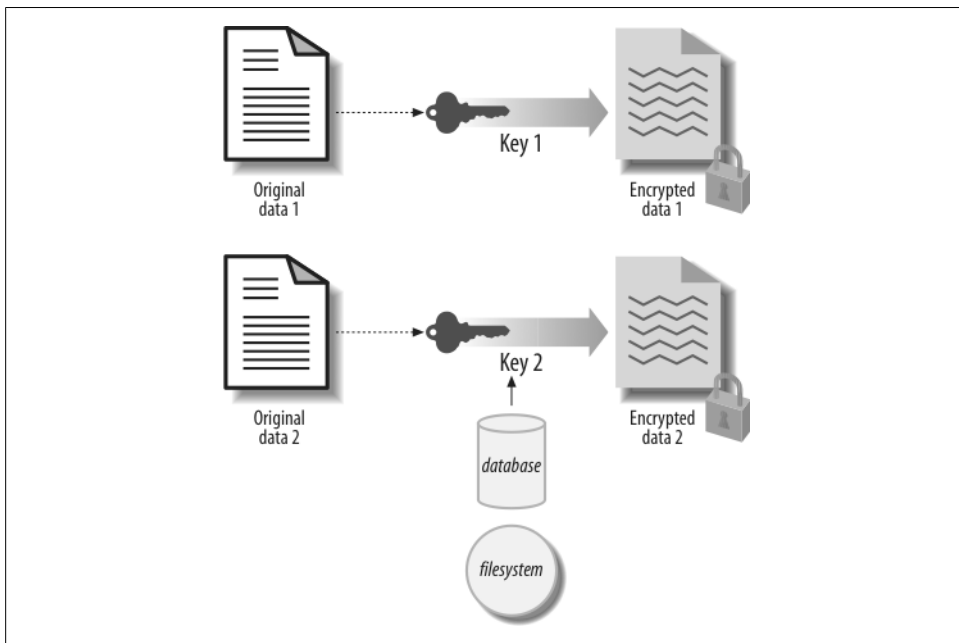 Key 1
Original
data 1
Encrypted
data 1
Key 2
Original
data 2
Encrypted
data 2
database
filesystem